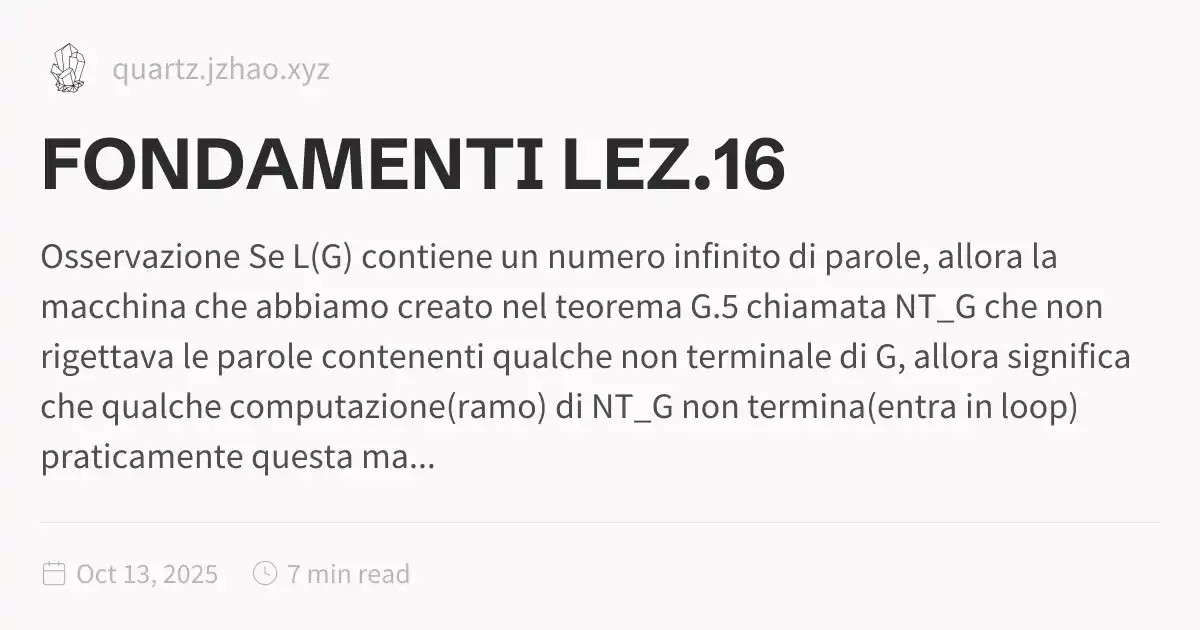 quartz.jzhao.xyz
FONDAMENTI LEZ.16
Osservazione Se L(G) contiene un numero infinito di parole, allora la
macchina che abbiamo creato nel teorema G.5 chiamata NT_G che non
rigettava le parole contenenti qualche non terminale di G, allora significa
che qualche computazione(ramo) di NT_G non termina(entra in loop)
praticamente questa ma...
Oct 13, 2025 7 min read